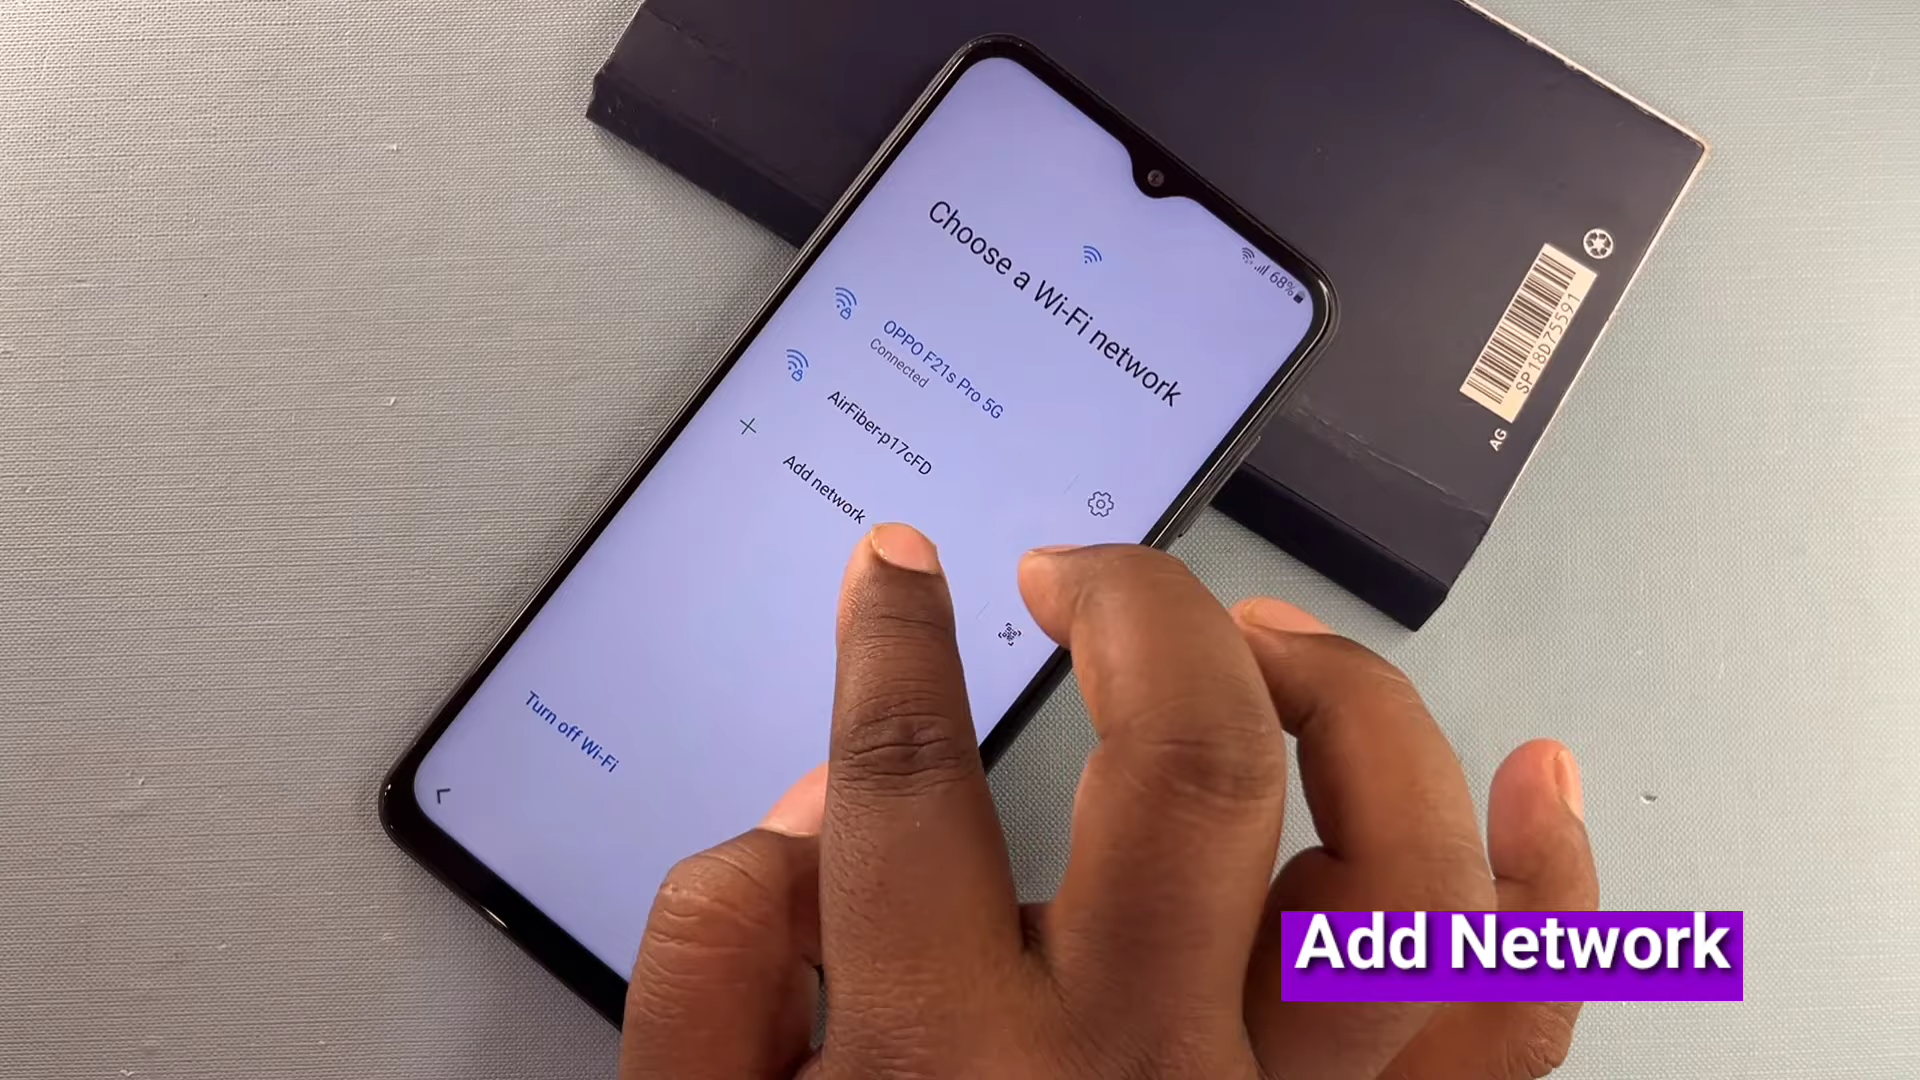 68%
Choose a Wi-Fi network
OPPO F21s Pro 5G
Connected
AirFiber-p17cFD
Add network
Turn off Wi-Fi
SP18D75591
AG
Add Network